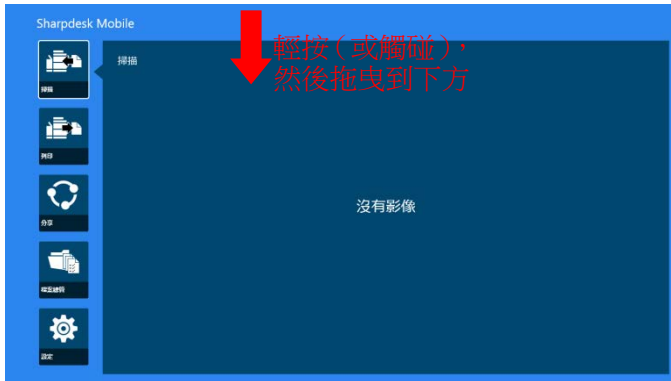 Sharpdesk Mobile
掃描
輕按(或觸碰)，
然後拖曳到下方
掃描
列印
沒有影像
分享
檔案總管
設定